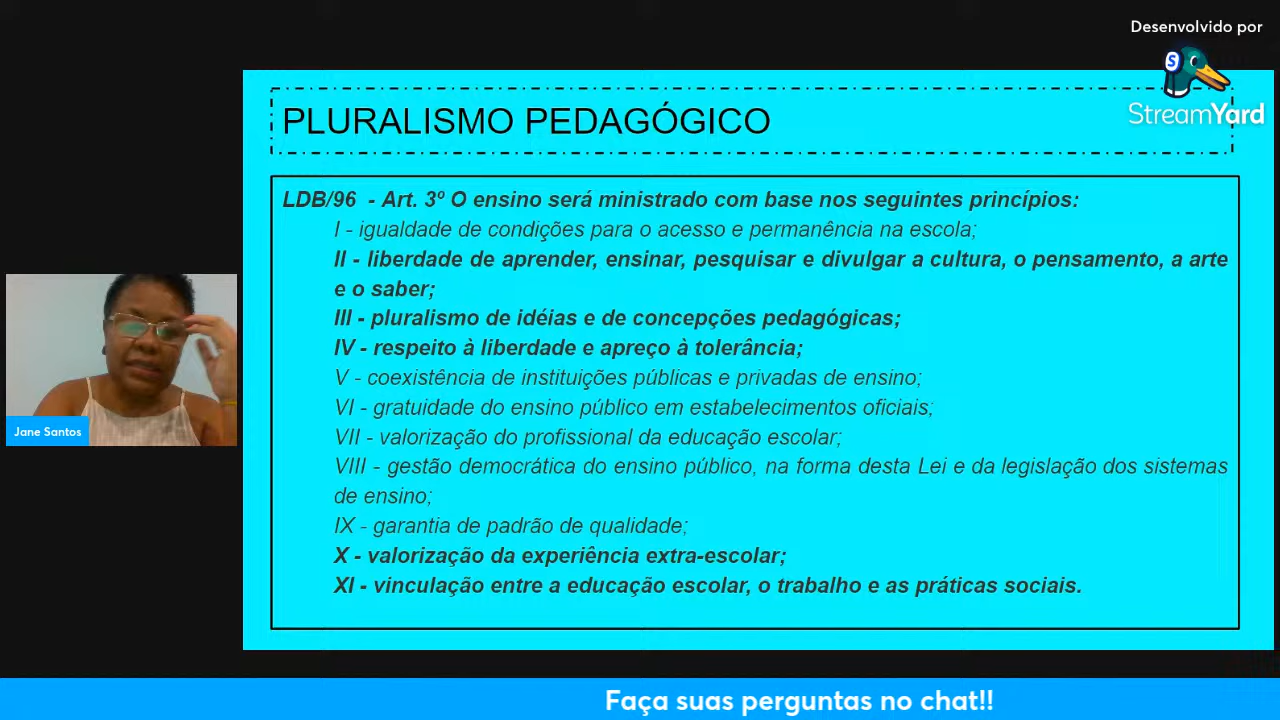 Desenvolvido por
S
StreamYard
PLURALISMO PEDAGÓGICO
LDB/96 - Art. 3º O ensino será ministrado com base nos seguintes princípios:
I - igualdade de condições para o acesso e permanência na escola;
II - liberdade de aprender, ensinar, pesquisar e divulgar a cultura, o pensamento, a arte
e o saber;
III - pluralismo de idéias e de concepções pedagógicas;
IV - respeito à liberdade e apreço à tolerância;
V - coexistência de instituições públicas e privadas de ensino;
VI - gratuidade do ensino público em estabelecimentos oficiais;
VII - valorização do profissional da educação escolar;
VIII - gestão democrática do ensino público, na forma desta Lei e da legislação dos sistemas
de ensino;
IX - garantia de padrão de qualidade;
X - valorização da experiência extra-escolar;
XI - vinculação entre a educação escolar, o trabalho e as práticas sociais.
Jane Santos
Faça suas perguntas no chat!!